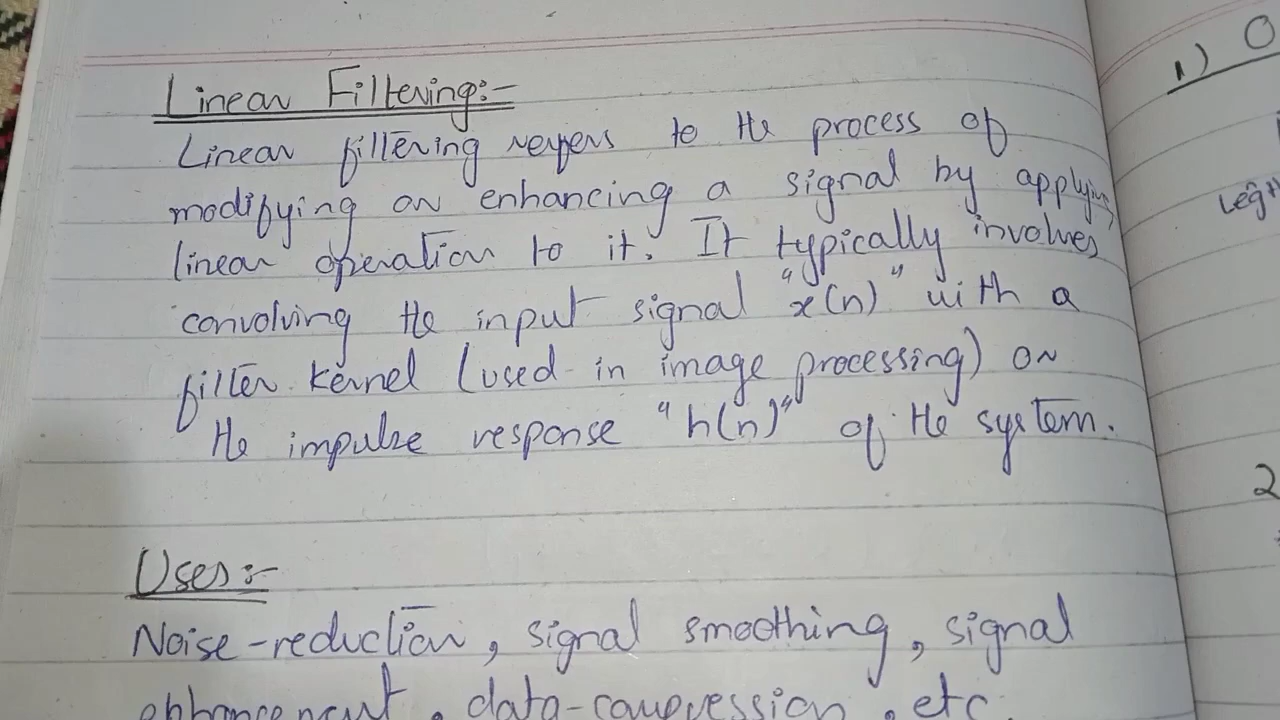 Linear Filtering:-
Linear filtering refers to the process of
modifying or enhancing a signal by applying
linear operation to it. It typically involves
convolving the input signal "x(n)" with a
filter kernel (used in image processing) or
the impulse response "h(n)" of the system.
Uses:-
Noise-reduction, signal smoothing, signal
enhancement, data-compression, etc.
1)
2